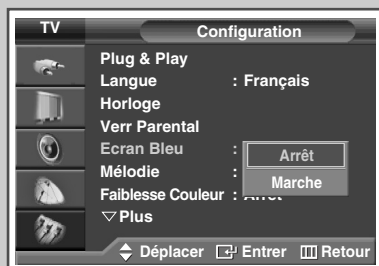 TV
Configuration
Plug & Play
Langue : Français
Horloge
Verr Parental
Ecran Bleu :
Arrêt
Mélodie :
Marche
Faiblesse Couleur : Arrêt
▽Plus
Déplacer Entrer Retour